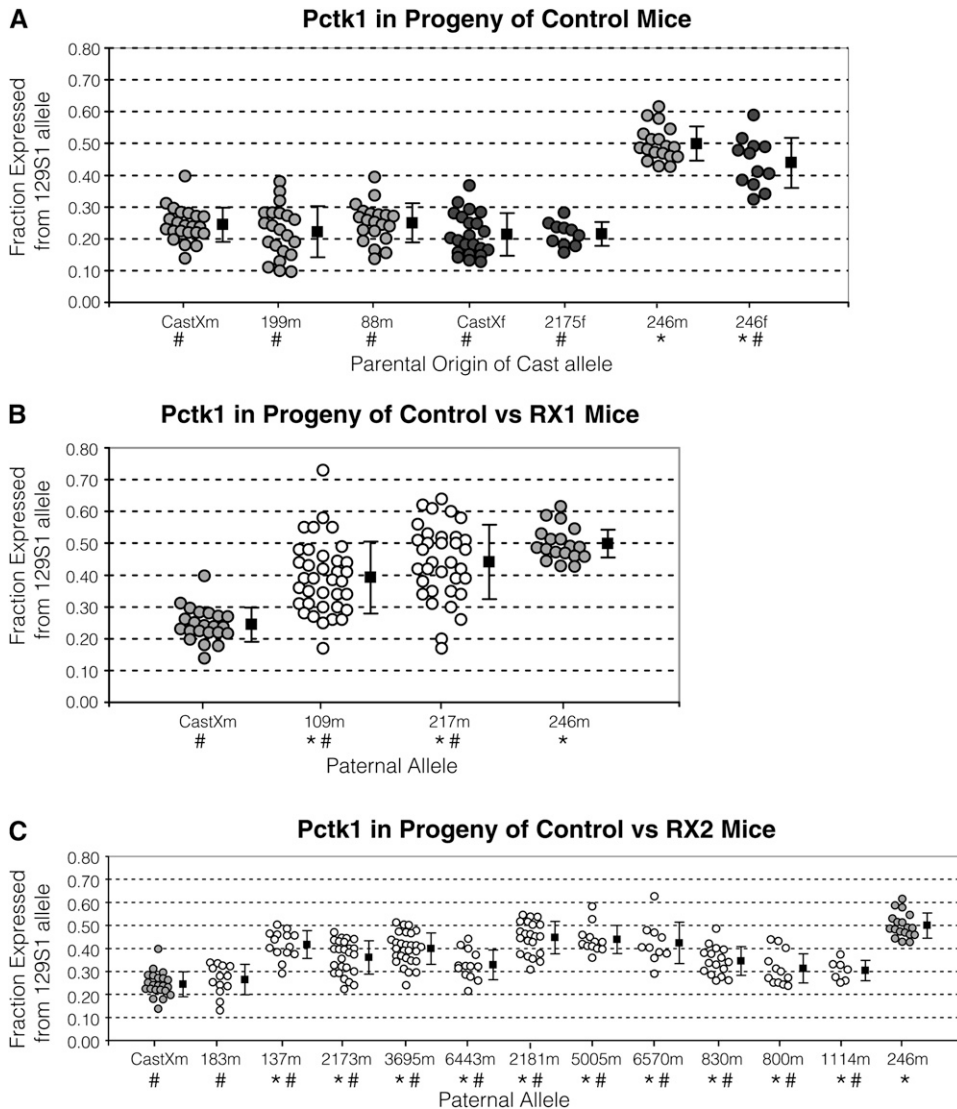 A
Pctk1 in Progeny of Control Mice
Fraction Expressed
from 129S1 allele
0.80
0.70
0.60
0.50
0.40
0.30
0.20
0.10
0.00
CastXm 199m 88m CastXf 2175f 246m 246f
# # # # # * * #
Parental Origin of Cast allele
B
Pctk1 in Progeny of Control vs RX1 Mice
Fraction Expressed
from 129S1 allele
0.80
0.70
0.60
0.50
0.40
0.30
0.20
0.10
0.00
CastXm 109m 217m 246m
# * # * # *
Paternal Allele
C
Pctk1 in Progeny of Control vs RX2 Mice
Fraction Expressed
from 129S1 allele
0.80
0.70
0.60
0.50
0.40
0.30
0.20
0.10
0.00
CastXm 183m 137m 2173m 3695m 6443m 2181m 5005m 6570m 830m 800m 1114m 246m
# # * # * # * # * # * # * # * # * # * # * # *
Paternal Allele